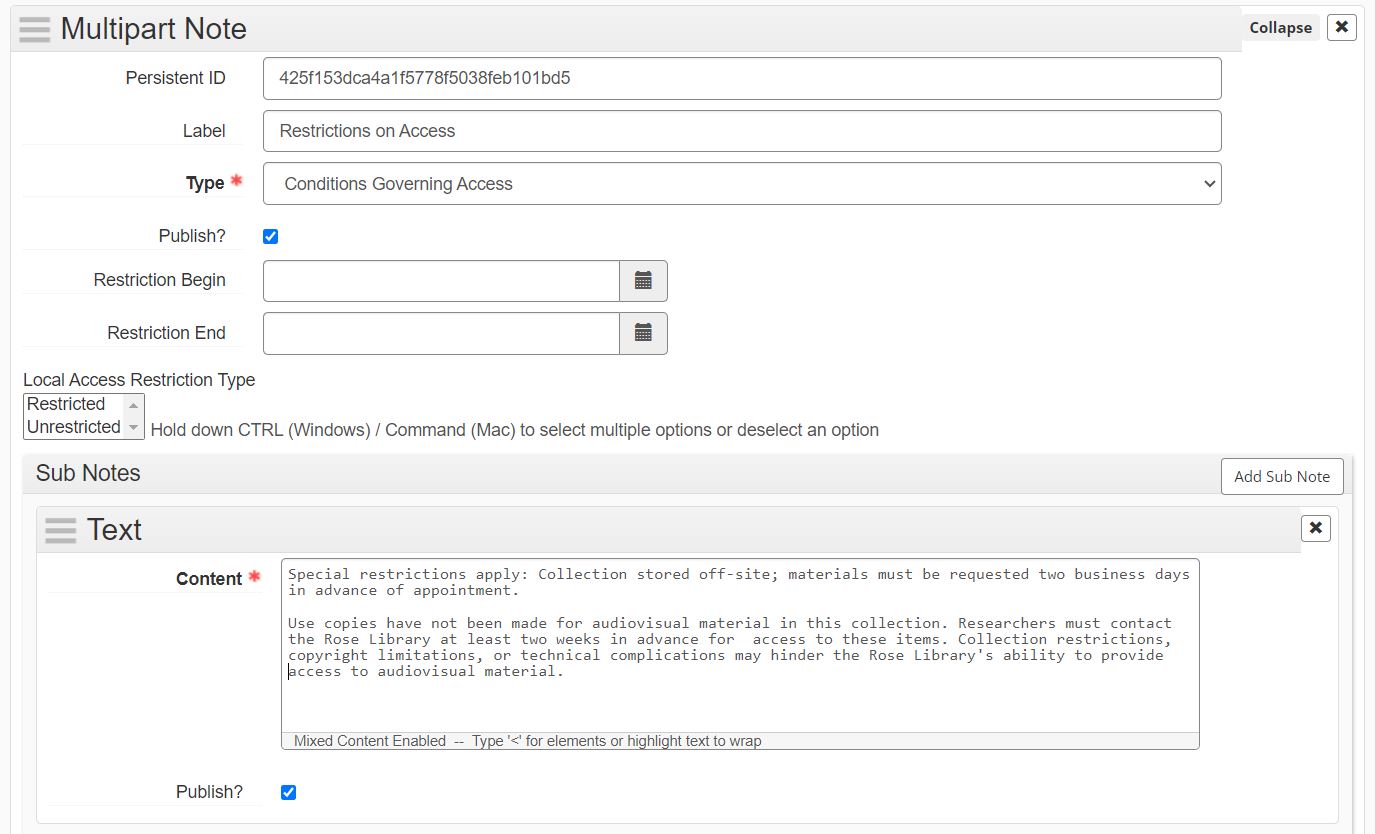 Multipart Note
Collapse
Persistent ID
425f153dca4a1f5778f5038feb101bd5
Label
Restrictions on Access
Type *
Conditions Governing Access
Publish?
Restriction Begin
Restriction End
Local Access Restriction Type
Restricted
Unrestricted
Hold down CTRL (Windows) / Command (Mac) to select multiple options or deselect an option
Sub Notes
Add Sub Note
Text
Content *
Special restrictions apply: Collection stored off-site; materials must be requested two business days
in advance of appointment.
Use copies have not been made for audiovisual material in this collection. Researchers must contact
the Rose Library at least two weeks in advance for  access to these items. Collection restrictions,
copyright limitations, or technical complications may hinder the Rose Library's ability to provide
access to audiovisual material.
Mixed Content Enabled -- Type '<' for elements or highlight text to wrap
Publish?